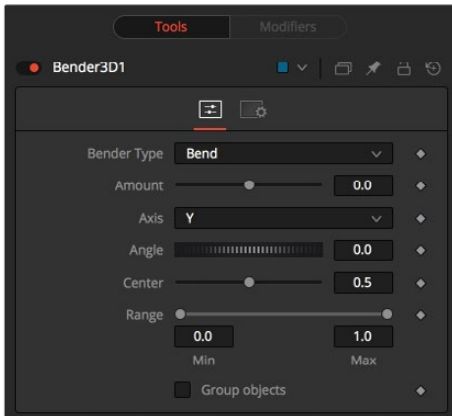 Tools Modifiers
Bender3D1
Bender Type Bend
Amount 0.0
Axis Y
Angle 0.0
Center 0.5
Range
0.0 1.0
Min Max
Group objects